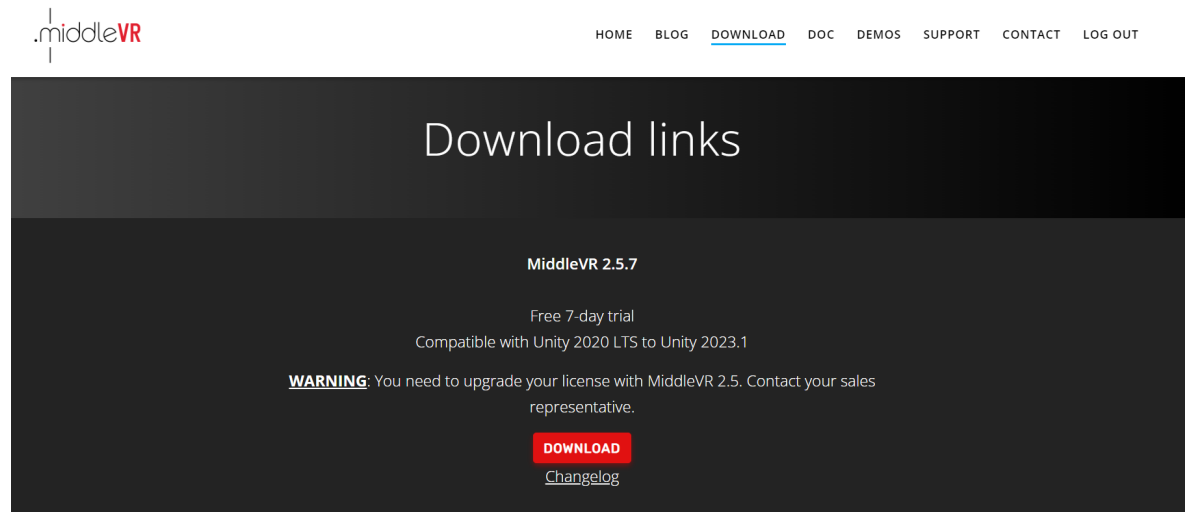 .middleVR
HOME BLOG DOWNLOAD DOC DEMOS SUPPORT CONTACT LOG OUT
Download links
MiddleVR 2.5.7
Free 7-day trial
Compatible with Unity 2020 LTS to Unity 2023.1
WARNING: You need to upgrade your license with MiddleVR 2.5. Contact your sales
representative.
DOWNLOAD
Changelog